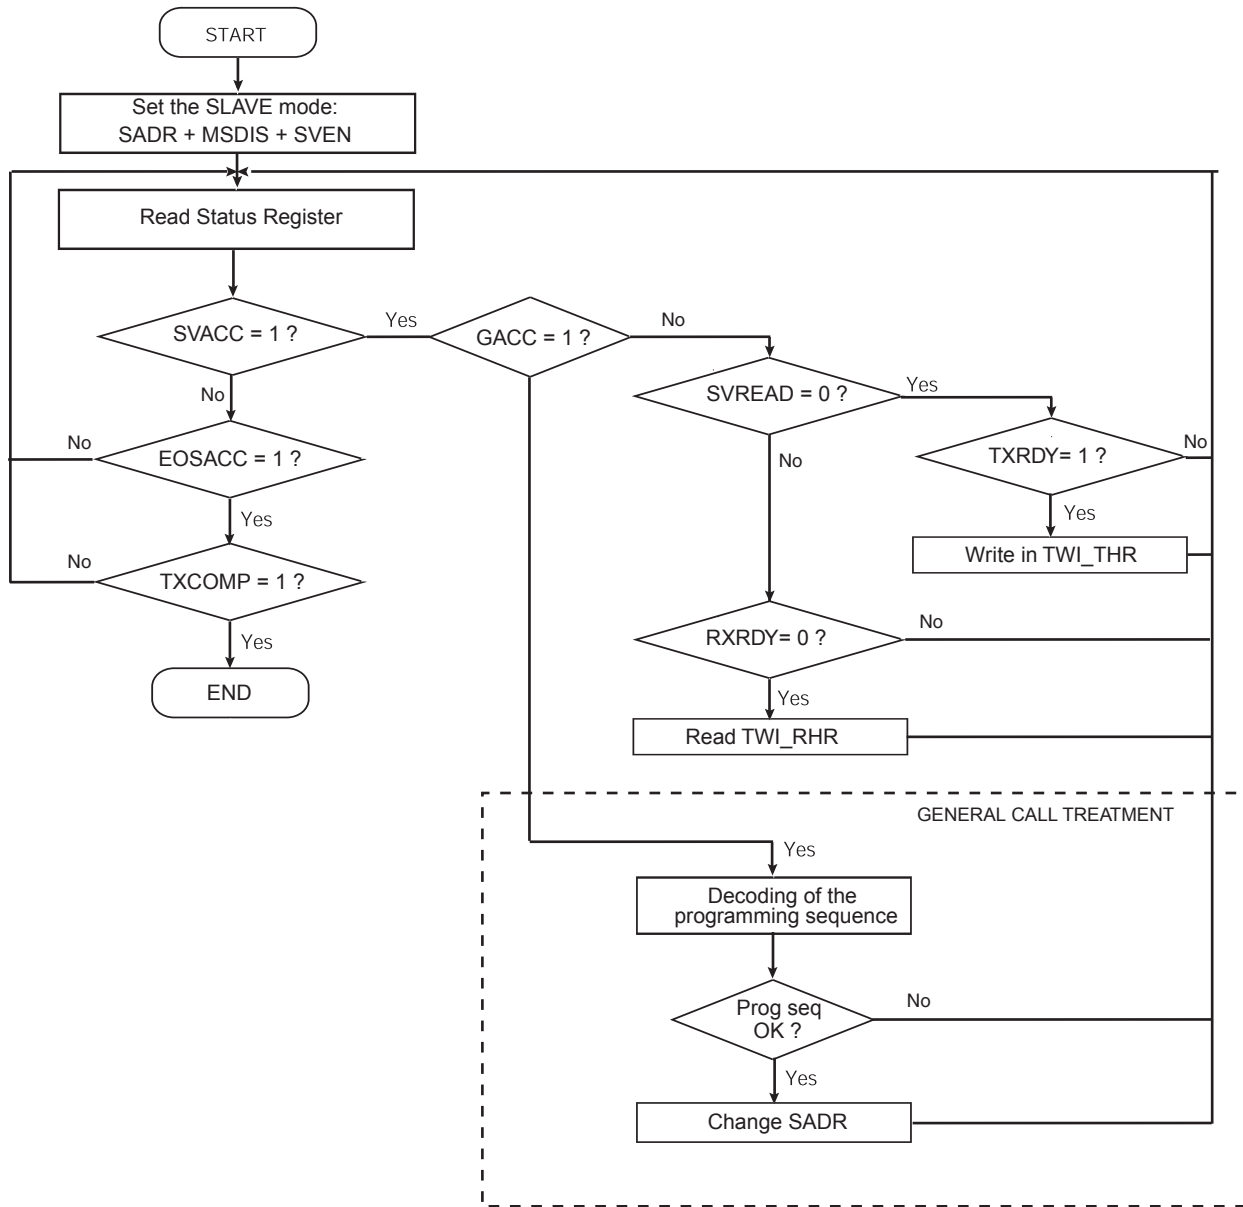 START
Set the SLAVE mode:
SADR + MSDIS + SVEN
Read Status Register
SVACC = 1 ?
Yes
GACC = 1 ?
No
SVREAD = 0 ?
Yes
No
EOSACC = 1 ?
No
TXRDY= 1 ?
No
No
Yes
Yes
Write in TWI_THR
TXCOMP = 1 ?
No
Yes
END
RXRDY= 0 ?
No
Yes
Read TWI_RHR
GENERAL CALL TREATMENT
Yes
Decoding of the
programming sequence
Prog seq
OK ?
No
Yes
Change SADR